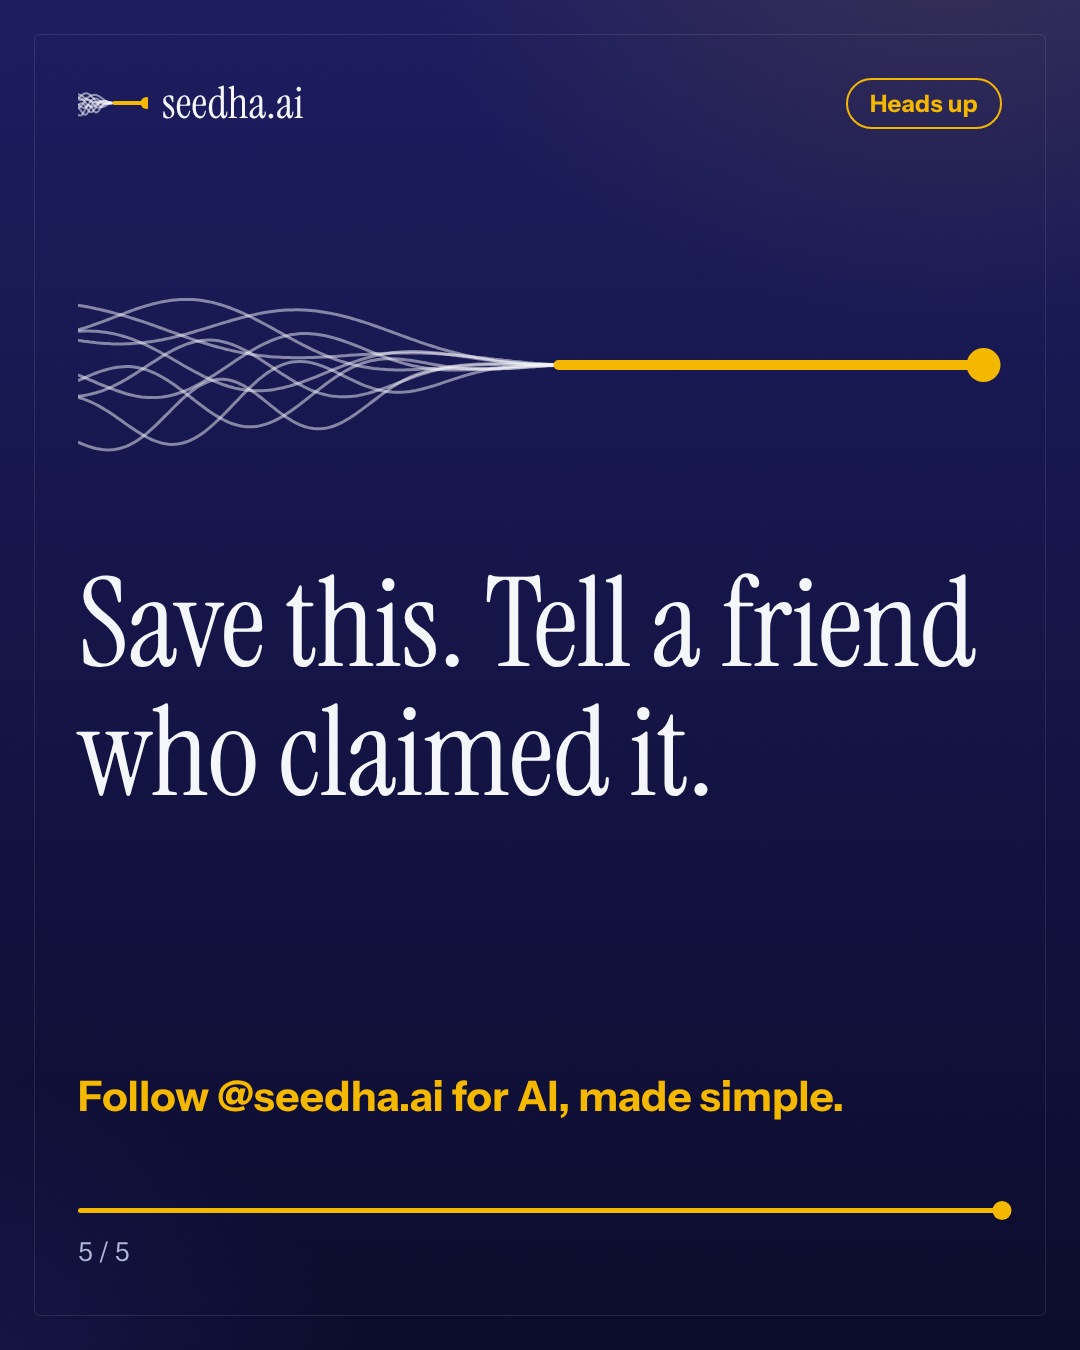 seedha.ai
Heads up
Save this. Tell a friend
who claimed it.
Follow @seedha.ai for AI, made simple.
5 / 5